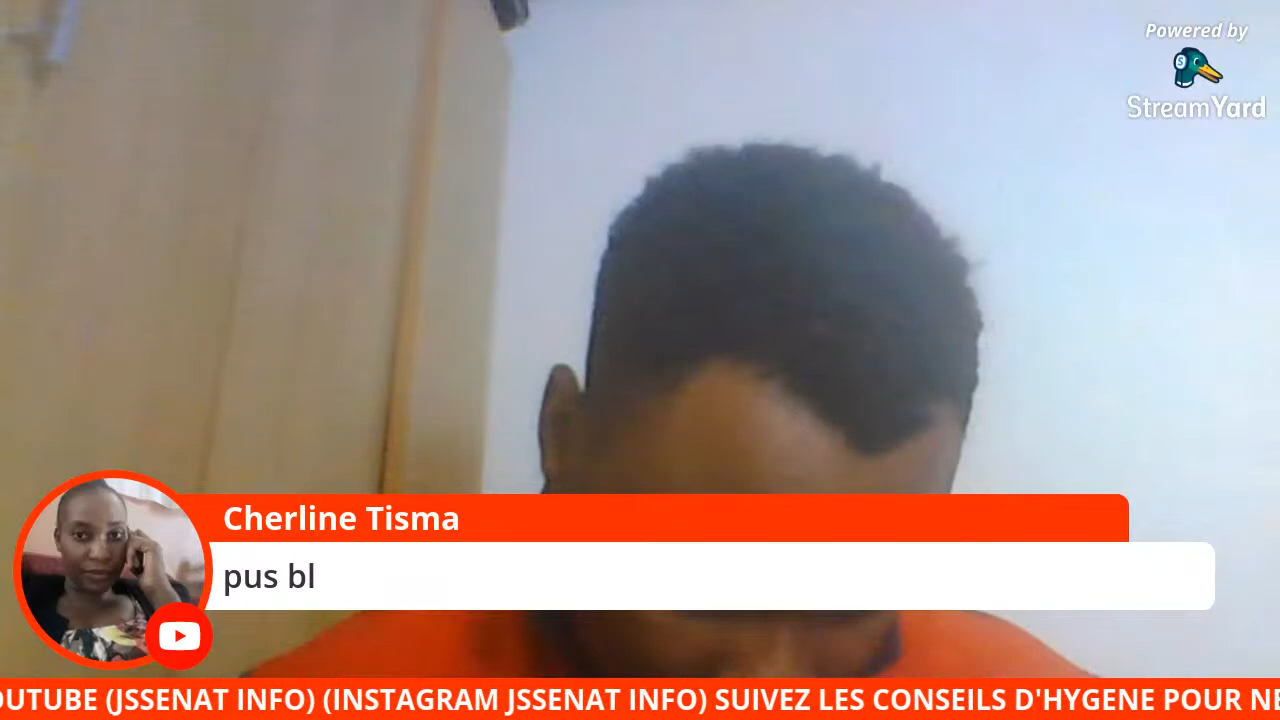 Powered by
StreamYard
Cherline Tisma
pus bl
OUTUBE (JSSENAT INFO) (INSTAGRAM JSSENAT INFO) SUIVEZ LES CONSEILS D'HYGENE POUR NE